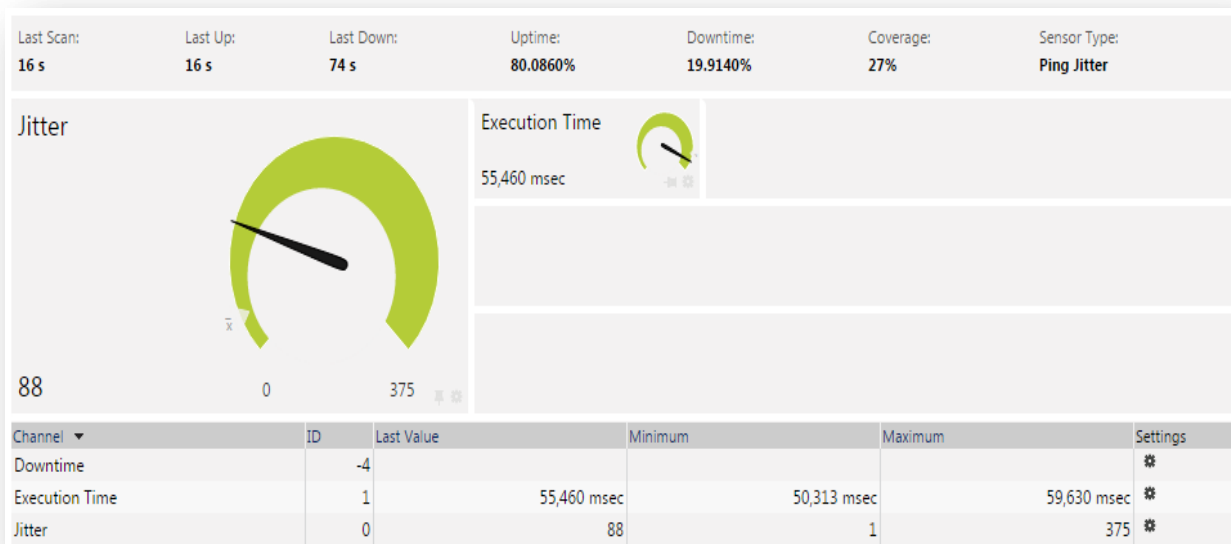 Last Scan: Last Up: Last Down: Uptime: Downtime: Coverage: Sensor Type:
16 s 16 s 74 s 80.0860% 19.9140% 27% Ping Jitter
Jitter
Execution Time
55,460 msec
x̄
88 0 375
Channel ID Last Value Minimum Maximum Settings
Downtime -4
Execution Time 1 55,460 msec 50,313 msec 59,630 msec
Jitter 0 88 1 375